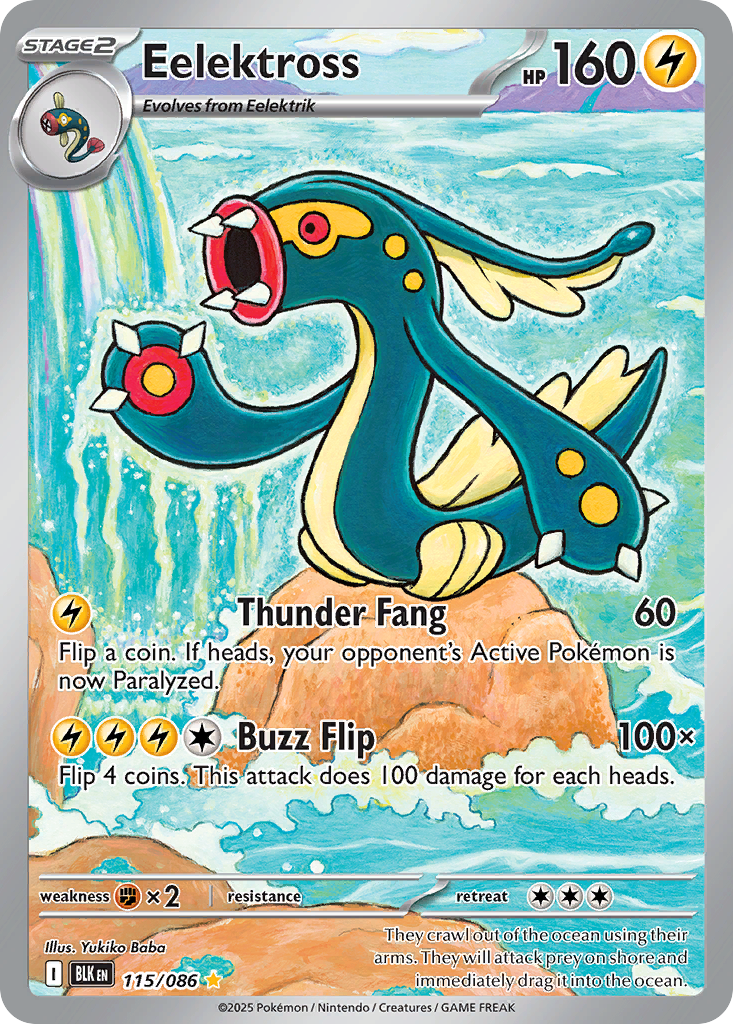 STAGE2
Eelektross
HP 160
Evolves from Eelektrik
Thunder Fang 60
Flip a coin. If heads, your opponent's Active Pokémon is
now Paralyzed.
Buzz Flip 100×
Flip 4 coins. This attack does 100 damage for each heads.
weakness ×2 resistance retreat
Illus. Yukiko Baba
They crawl out of the ocean using their
arms. They will attack prey on shore and
immediately drag it into the ocean.
I BLK EN 115/086
©2025 Pokémon / Nintendo / Creatures / GAME FREAK